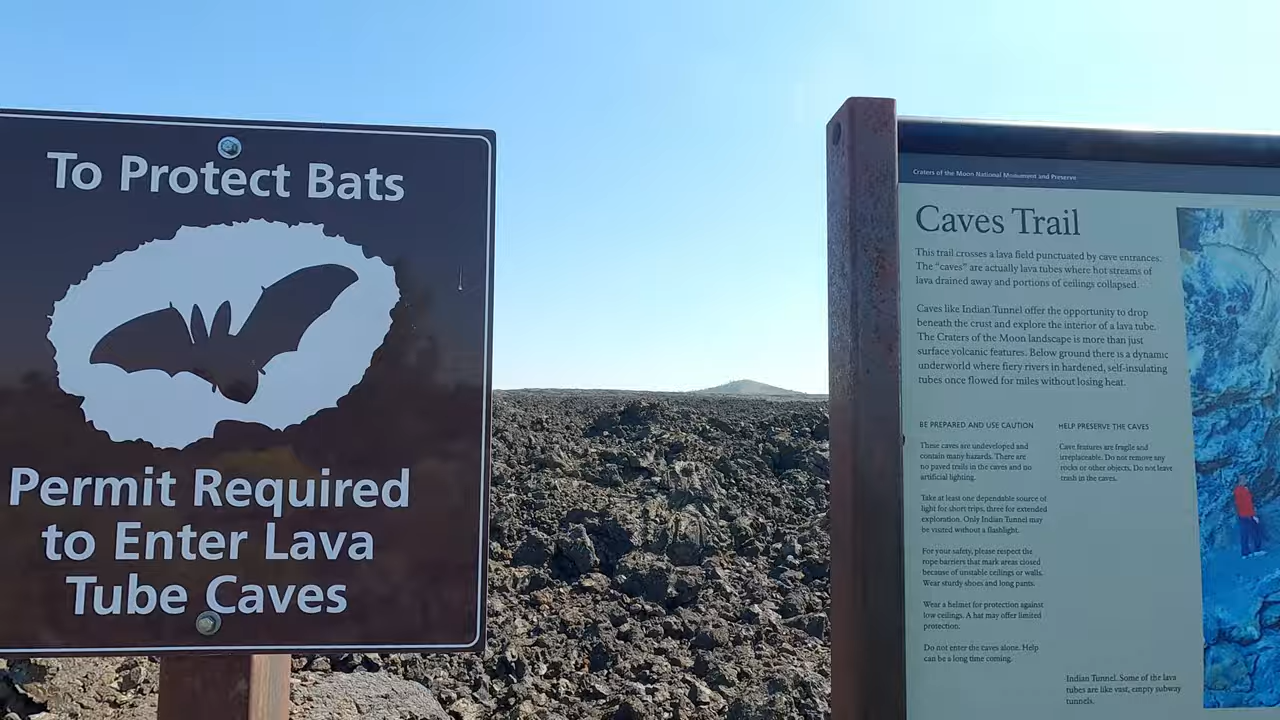 To Protect Bats
Permit Required
to Enter Lava
Tube Caves
Craters of the Moon National Monument and Preserve
Caves Trail
This trail crosses a lava field punctuated by cave entrances.
The “caves” are actually lava tubes where hot streams of
lava drained away and portions of ceilings collapsed.
Caves like Indian Tunnel offer the opportunity to drop
beneath the crust and explore the interior of a lava tube.
The Craters of the Moon landscape is more than just
surface volcanic features. Below ground there is a dynamic
underworld where fiery rivers in hardened, self-insulating
tubes once flowed for miles without losing heat.
BE PREPARED AND USE CAUTION
These caves are undeveloped and
contain many hazards. There are
no paved trails in the caves and no
artificial lighting.
Take at least one dependable source of
light for short trips, three for extended
exploration. Only Indian Tunnel may
be visited without a flashlight.
For your safety, please respect the
rope barriers that mark areas closed
because of unstable ceilings or walls.
Wear sturdy shoes and long pants.
Wear a helmet for protection against
low ceilings. A hat may offer limited
protection.
Do not enter the caves alone. Help
can be a long time coming.
HELP PRESERVE THE CAVES
Cave features are fragile and
irreplaceable. Do not remove any
rocks or other objects. Do not leave
trash in the caves.
Indian Tunnel. Some of the lava
tubes are like vast, empty subway
tunnels.